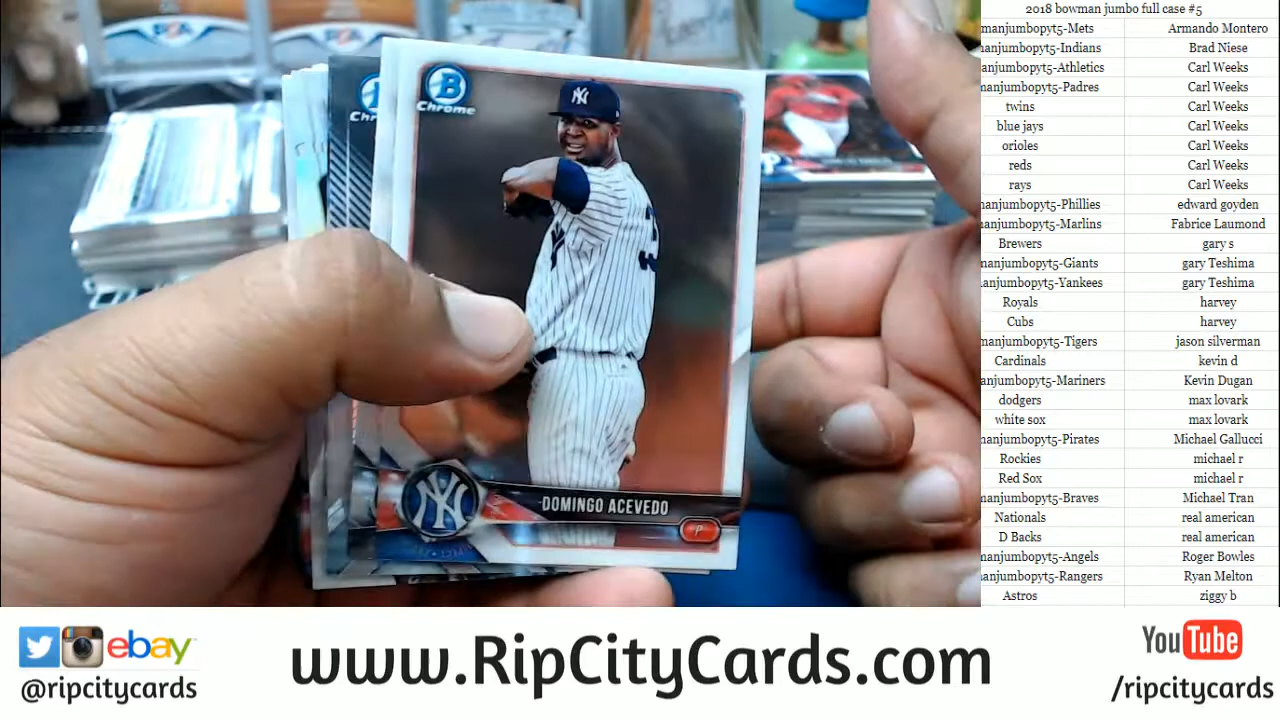 2018 bowman jumbo full case #5
manjumbopyt5-Mets Armando Montero
manjumbopyt5-Indians Brad Niese
anjumbopyt5-Athletics Carl Weeks
manjumbopyt5-Padres Carl Weeks
twins Carl Weeks
blue jays Carl Weeks
orioles Carl Weeks
reds Carl Weeks
rays Carl Weeks
manjumbopyt5-Phillies edward goyden
manjumbopyt5-Marlins Fabrice Laumond
Brewers gary s
manjumbopyt5-Giants gary Teshima
manjumbopyt5-Yankees gary Teshima
Royals harvey
Cubs harvey
manjumbopyt5-Tigers jason silverman
Cardinals kevin d
anjumbopyt5-Mariners Kevin Dugan
dodgers max lovark
white sox max lovark
manjumbopyt5-Pirates Michael Gallucci
Rockies michael r
Red Sox michael r
manjumbopyt5-Braves Michael Tran
Nationals real american
D Backs real american
manjumbopyt5-Angels Roger Bowles
anjumbopyt5-Rangers Ryan Melton
Astros ziggy b
B
Chrome
NY
DOMINGO ACEVEDO
P
NY
ebay
@ripcitycards
www.RipCityCards.com
YouTube
/ripcitycards